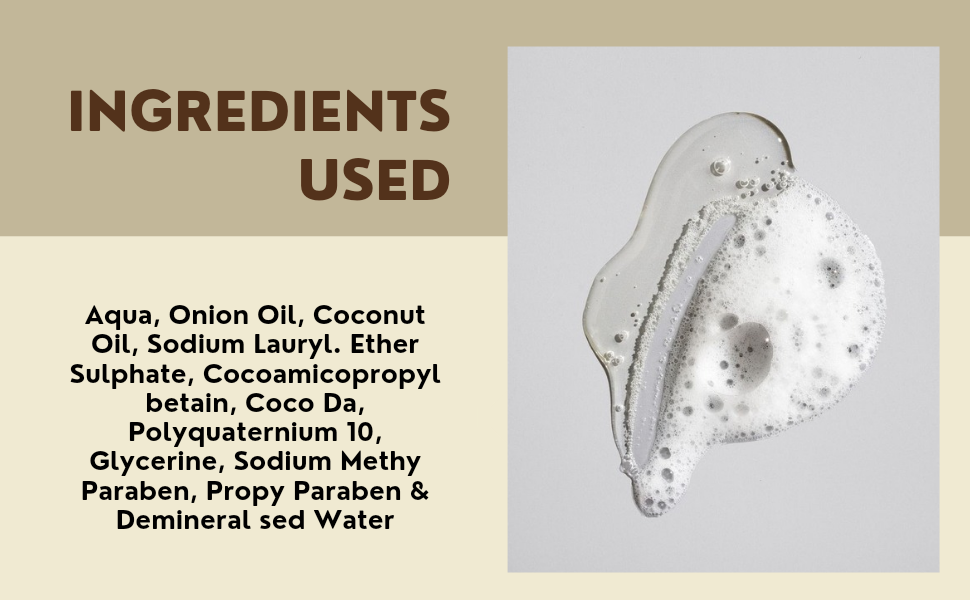 INGREDIENTS
USED
Aqua, Onion Oil, Coconut
Oil, Sodium Lauryl. Ether
Sulphate, Cocoamicopropyl
betain, Coco Da,
Polyquaternium 10,
Glycerine, Sodium Methy
Paraben, Propy Paraben &
Demineral sed Water